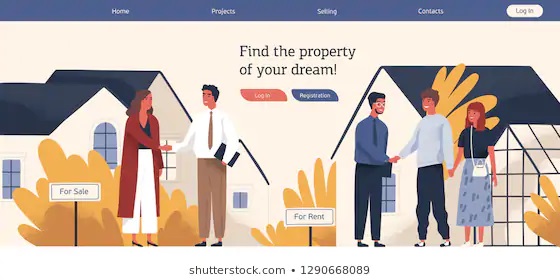 Home Projects Selling Contacts Log in
Find the property
of your dream!
Log in Registration
For Sale
For Rent
shutterstock.com • 1290668089